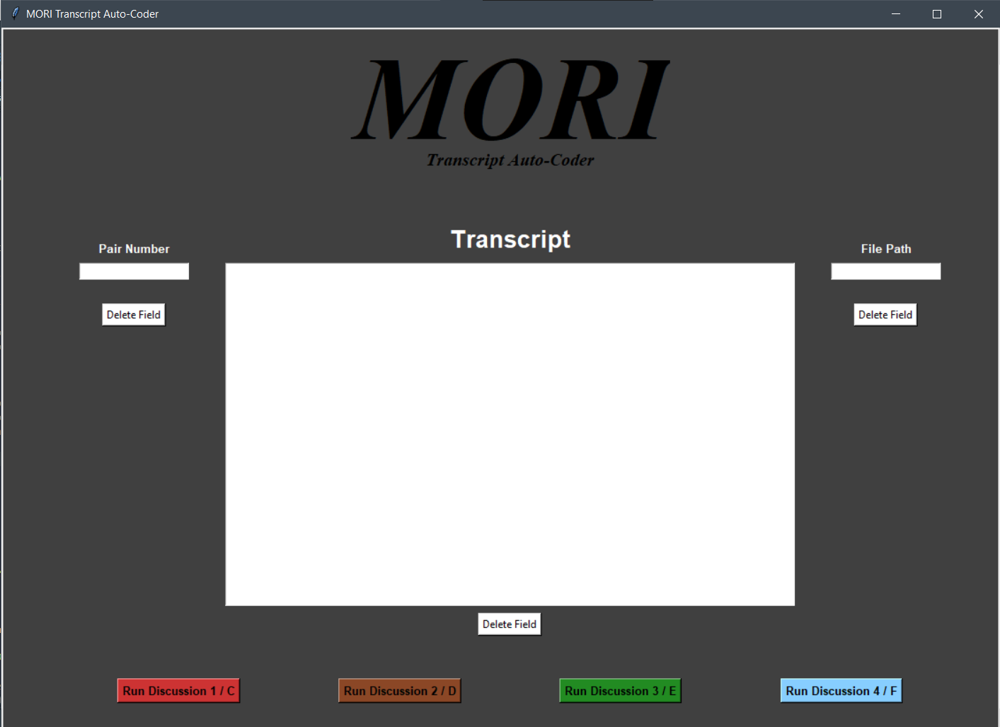 MORI Transcript Auto-Coder
MORI
Transcript Auto-Coder
Transcript
Pair Number
File Path
Delete Field
Delete Field
Delete Field
Run Discussion 1 / C
Run Discussion 2 / D
Run Discussion 3 / E
Run Discussion 4 / F